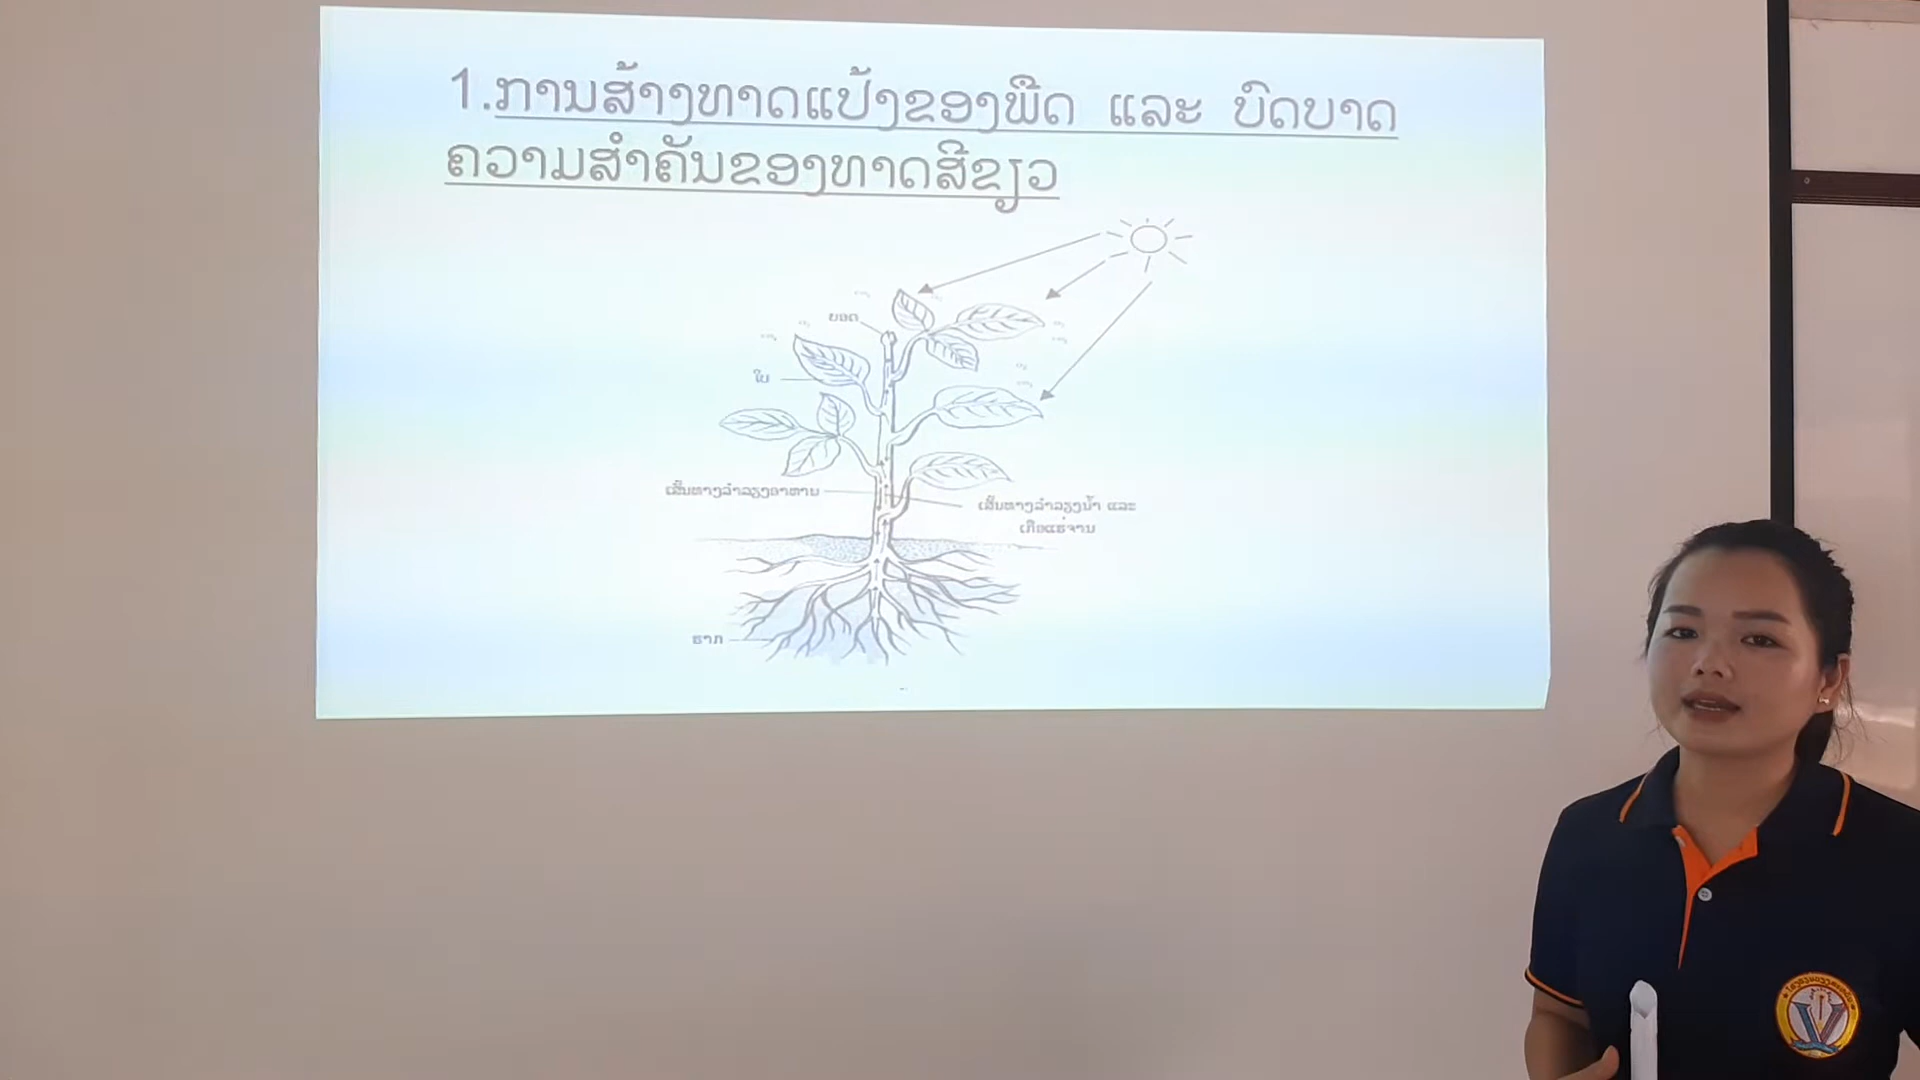 1.ການສ້າງທາດແປ້ງຂອງພືດ ແລະ ບົດບາດ
ຄວາມສຳຄັນຂອງທາດສີຂຽວ
ຍອດ
ໃບ
ເສັ້ນທາງລຳລຽງອາຫານ
ເສັ້ນທາງລຳລຽງນ້ຳ ແລະ
ເກືອແຮ່ຈານ
ຮາກ